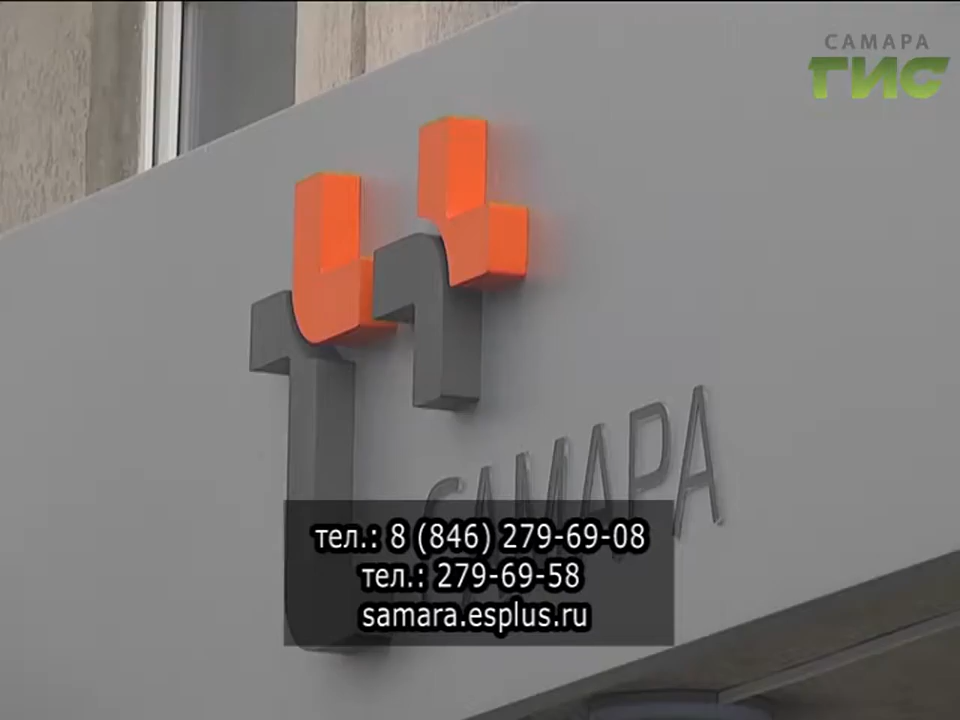 САМАРА
ГИС
САМАРА
тел.: 8 (846) 279-69-08
тел.: 279-69-58
samara.esplus.ru